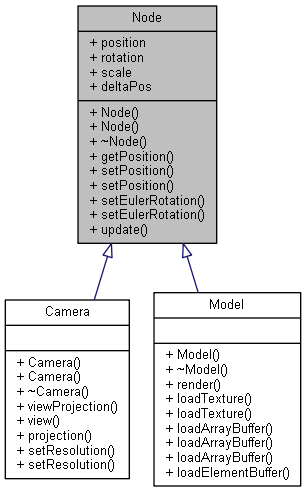 Node
+ position
+ rotation
+ scale
+ deltaPos
+ Node()
+ Node()
+ ~Node()
+ getPosition()
+ setPosition()
+ setPosition()
+ setEulerRotation()
+ setEulerRotation()
+ update()
Camera
+ Camera()
+ Camera()
+ ~Camera()
+ viewProjection()
+ view()
+ projection()
+ setResolution()
+ setResolution()
Model
+ Model()
+ ~Model()
+ render()
+ loadTexture()
+ loadTexture()
+ loadArrayBuffer()
+ loadArrayBuffer()
+ loadArrayBuffer()
+ loadElementBuffer()